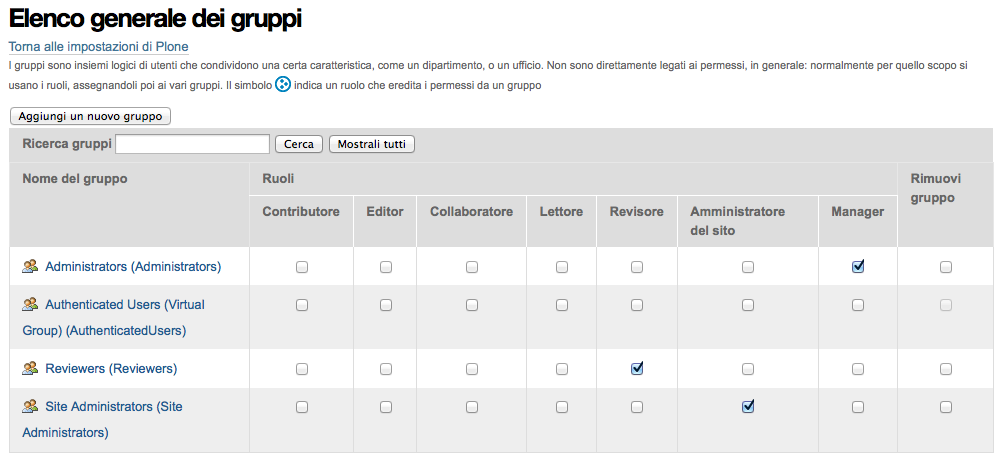 Elenco generale dei gruppi
Torna alle impostazioni di Plone
I gruppi sono insiemi logici di utenti che condividono una certa caratteristica, come un dipartimento, o un ufficio. Non sono direttamente legati ai permessi, in generale: normalmente per quello scopo si
usano i ruoli, assegnandoli poi ai vari gruppi. Il simbolo indica un ruolo che eredita i permessi da un gruppo
Aggiungi un nuovo gruppo
Ricerca gruppi Cerca Mostrali tutti
Nome del gruppo Ruoli Rimuovi
gruppo
Contributore Editor Collaboratore Lettore Revisore Amministratore Manager
del sito
Administrators (Administrators)
Authenticated Users (Virtual
Group) (AuthenticatedUsers)
Reviewers (Reviewers)
Site Administrators (Site
Administrators)